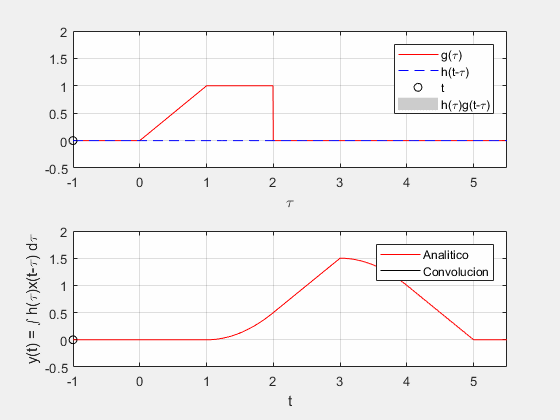 2
1.5
1
0.5
0
-0.5
-1 0 1 2 3 4 5
τ
g(τ)
h(t-τ)
t
h(τ)g(t-τ)
y(t) = ∫ h(τ)x(t-τ) dτ
2
1.5
1
0.5
0
-0.5
-1 0 1 2 3 4 5
t
Analitico
Convolucion